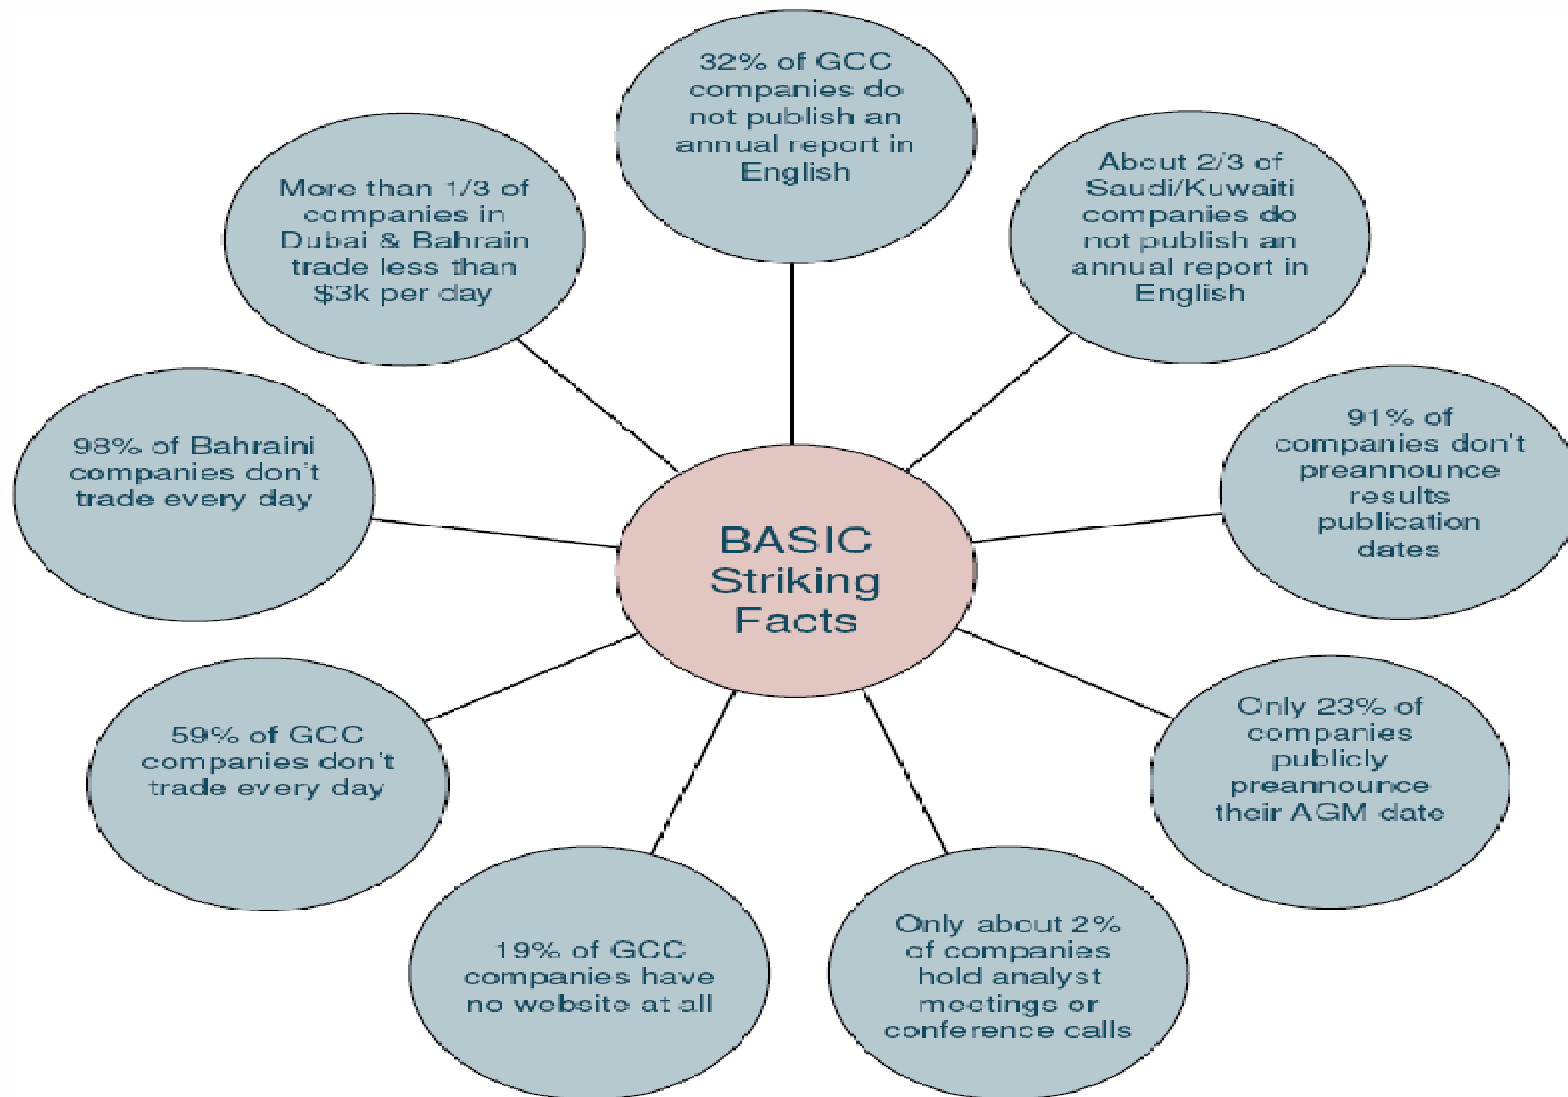 32% of GCC
companies do
not publish an
annual report in
English
About 2/3 of
Saudi/Kuwaiti
companies do
not publish an
annual report in
English
91% of
companies don't
preannounce
results
publication
dates
Only 23% of
companies
publicly
preannounce
their AGM date
Only about 2%
of companies
hold analyst
meetings or
conference calls
19% of GCC
companies have
no website at all
59% of GCC
companies don't
trade every day
98% of Bahraini
companies don't
trade every day
More than 1/3 of
companies in
Dubai & Bahrain
trade less than
$3k per day
BASIC
Striking
Facts